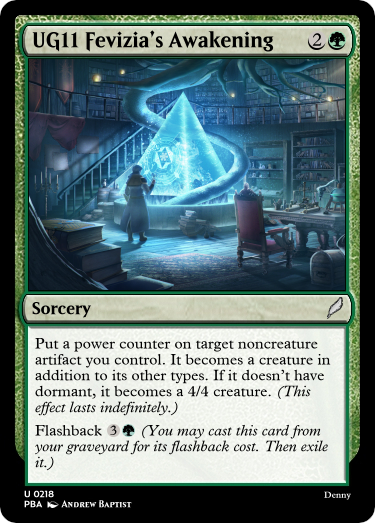 UG11 Fevizia's Awakening 2
Sorcery
Put a power counter on target noncreature
artifact you control. It becomes a creature in
addition to its other types. If it doesn't have
dormant, it becomes a 4/4 creature. (This
effect lasts indefinitely.)
Flashback 3 (You may cast this card from
your graveyard for its flashback cost. Then exile
it.)
U 0218
Denny
PBA Andrew Baptist